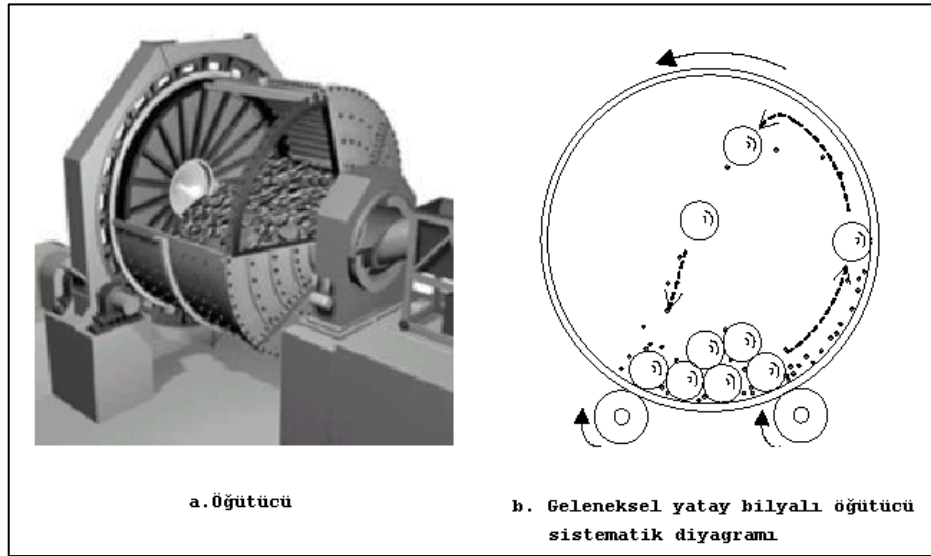 a.Öğütücü
b. Geleneksel yatay bilyalı öğütücü
sistematik diyagramı